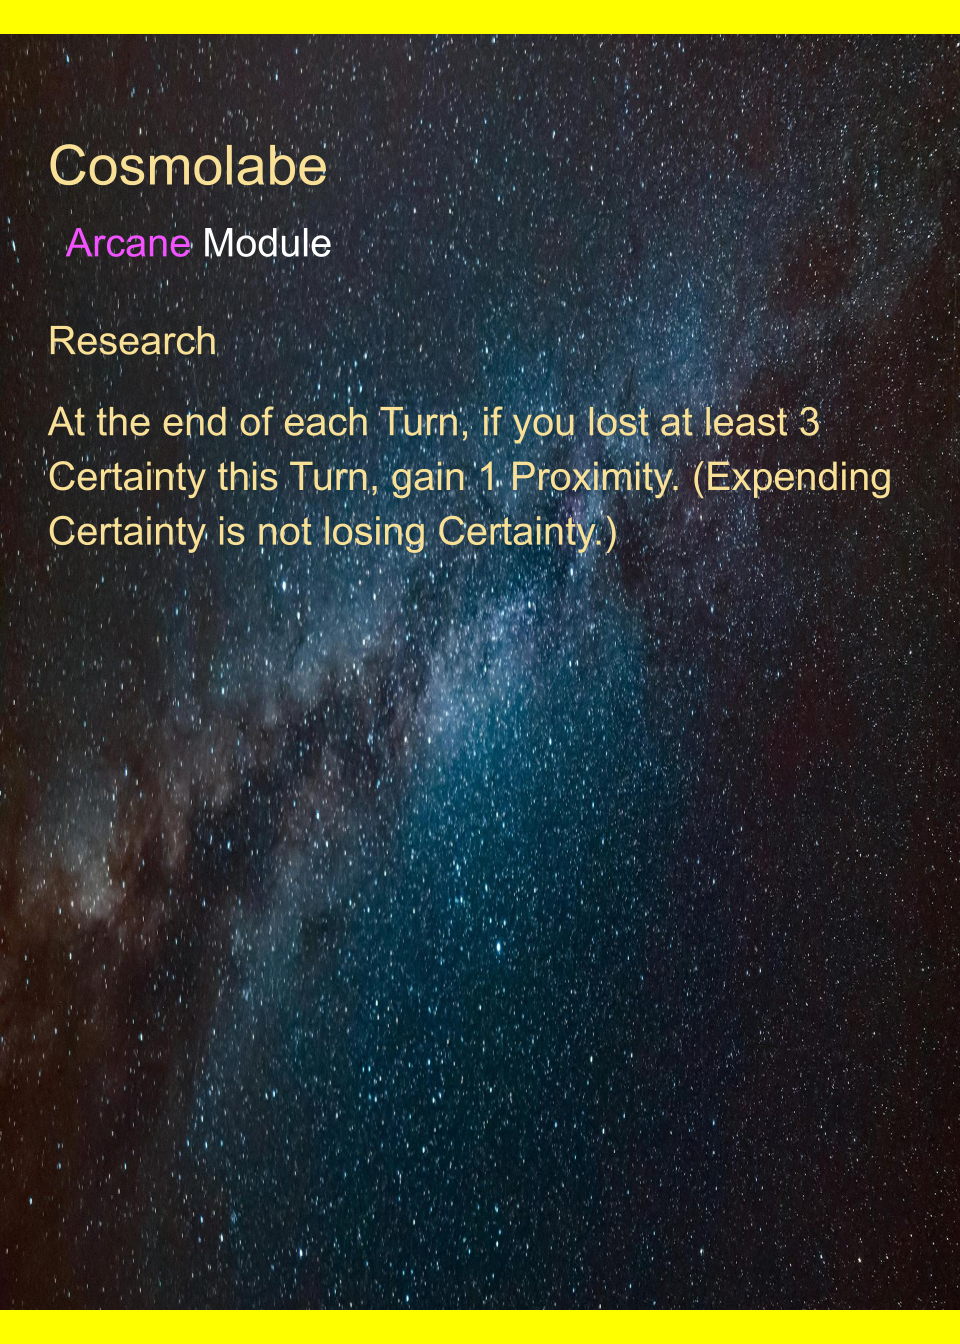 Cosmolabe
Arcane Module
Research
At the end of each Turn, if you lost at least 3
Certainty this Turn, gain 1 Proximity. (Expending
Certainty is not losing Certainty.)